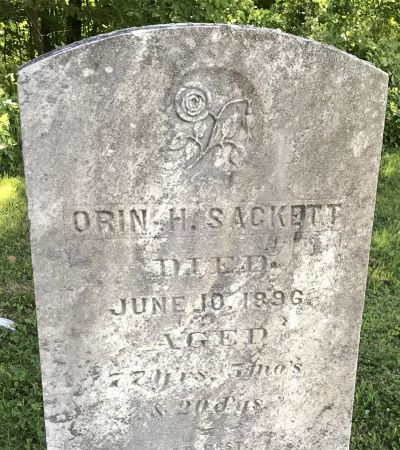 ORIN. H. SACKETT
DIED
JUNE 10. 1896.
AGED
77 yrs. 5 mo's
& 20 d'ys